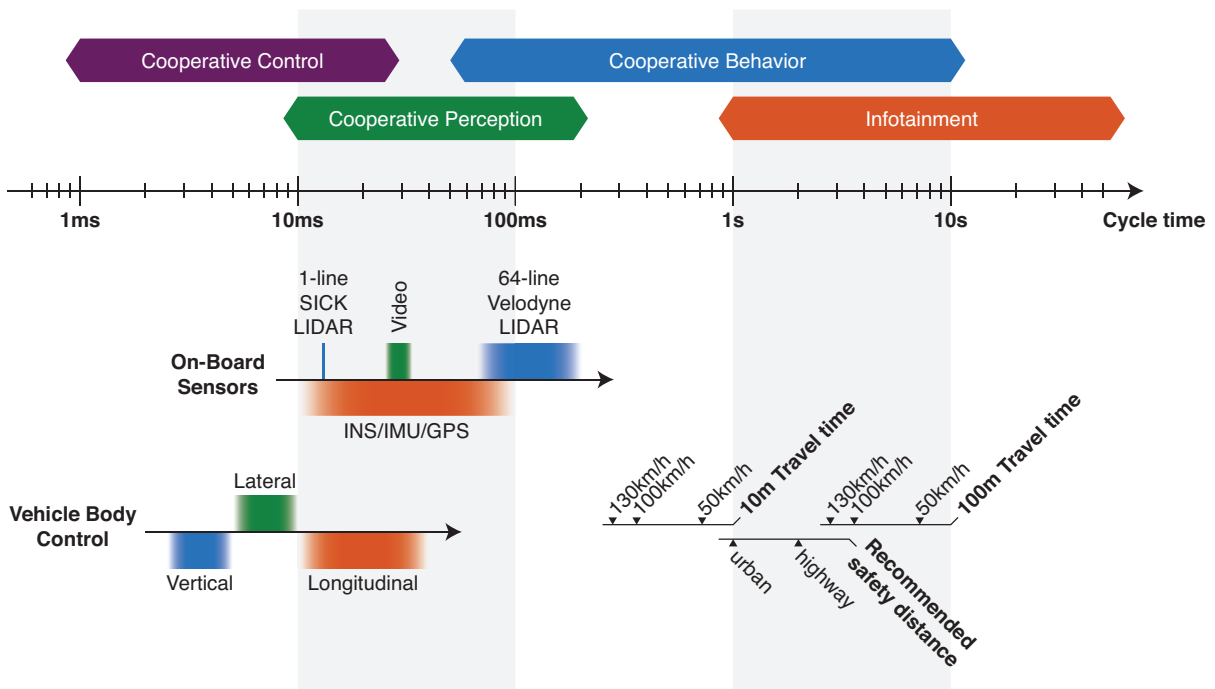 Cooperative Control
Cooperative Behavior
Cooperative Perception
Infotainment
1ms
10ms
100ms
1s
10s
Cycle time
1-line
SICK
LIDAR
Video
64-line
Velodyne
LIDAR
On-Board
Sensors
INS/IMU/GPS
Lateral
Vehicle Body
Control
Vertical
Longitudinal
130km/h
100km/h
50km/h
10m Travel time
130km/h
100km/h
50km/h
100m Travel time
urban
highway
Recommended
safety distance